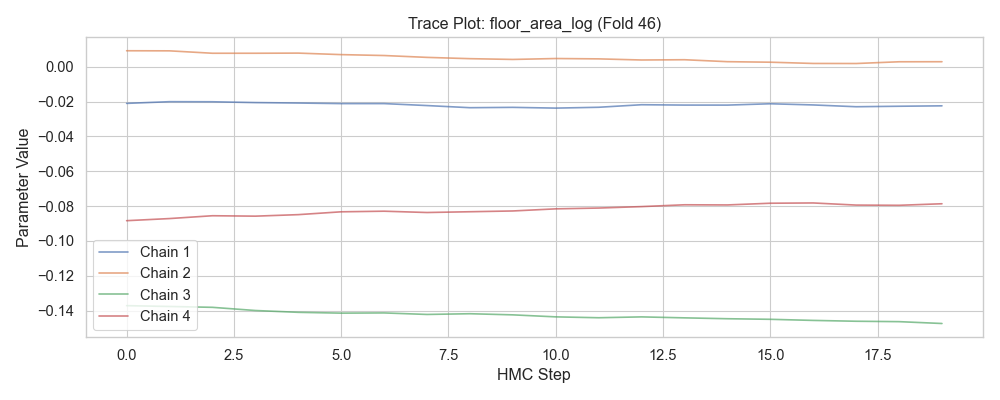 Trace Plot: floor_area_log (Fold 46)
Parameter Value
0.00
−0.02
−0.04
−0.06
−0.08
−0.10
−0.12
−0.14
Chain 1
Chain 2
Chain 3
Chain 4
0.0 2.5 5.0 7.5 10.0 12.5 15.0 17.5
HMC Step